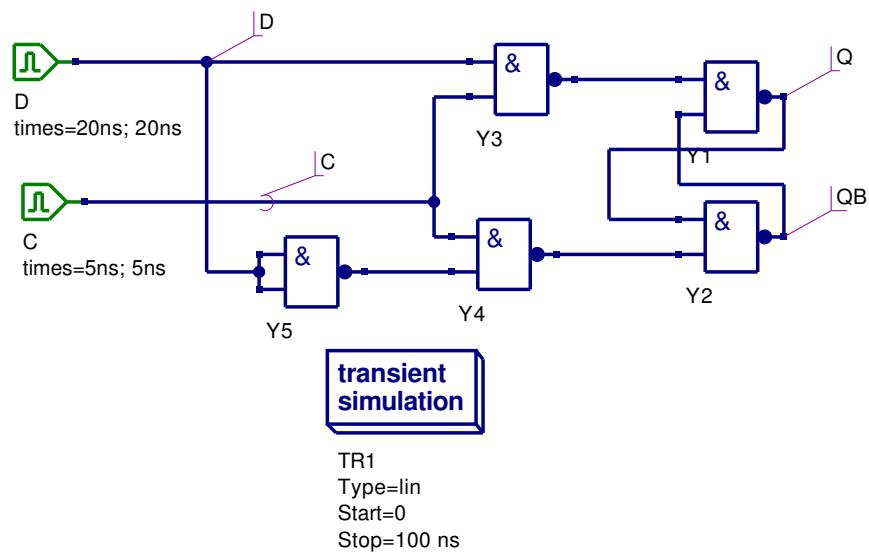 D
&
Q
&
D
times=20ns; 20ns
Y3
C
Y1
QB
&
&
C
&
times=5ns; 5ns
Y4
Y2
Y5
transient
simulation
TR1
Type=lin
Start=0
Stop=100 ns